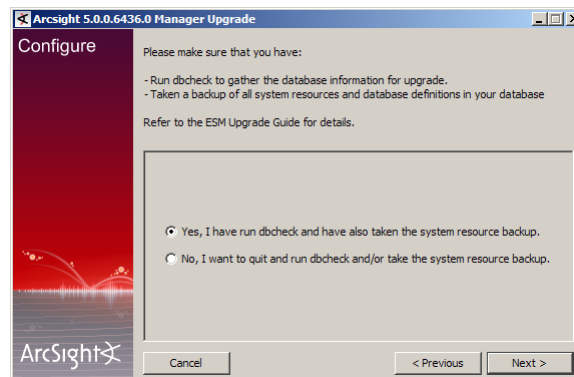 Arcsight 5.0.0.6436.0 Manager Upgrade
Configure
Please make sure that you have:
- Run dbcheck to gather the database information for upgrade.
- Taken a backup of all system resources and database definitions in your database
Refer to the ESM Upgrade Guide for details.
Yes, I have run dbcheck and have also taken the system resource backup.
No, I want to quit and run dbcheck and/or take the system resource backup.
ArcSight
Cancel
< Previous
Next >